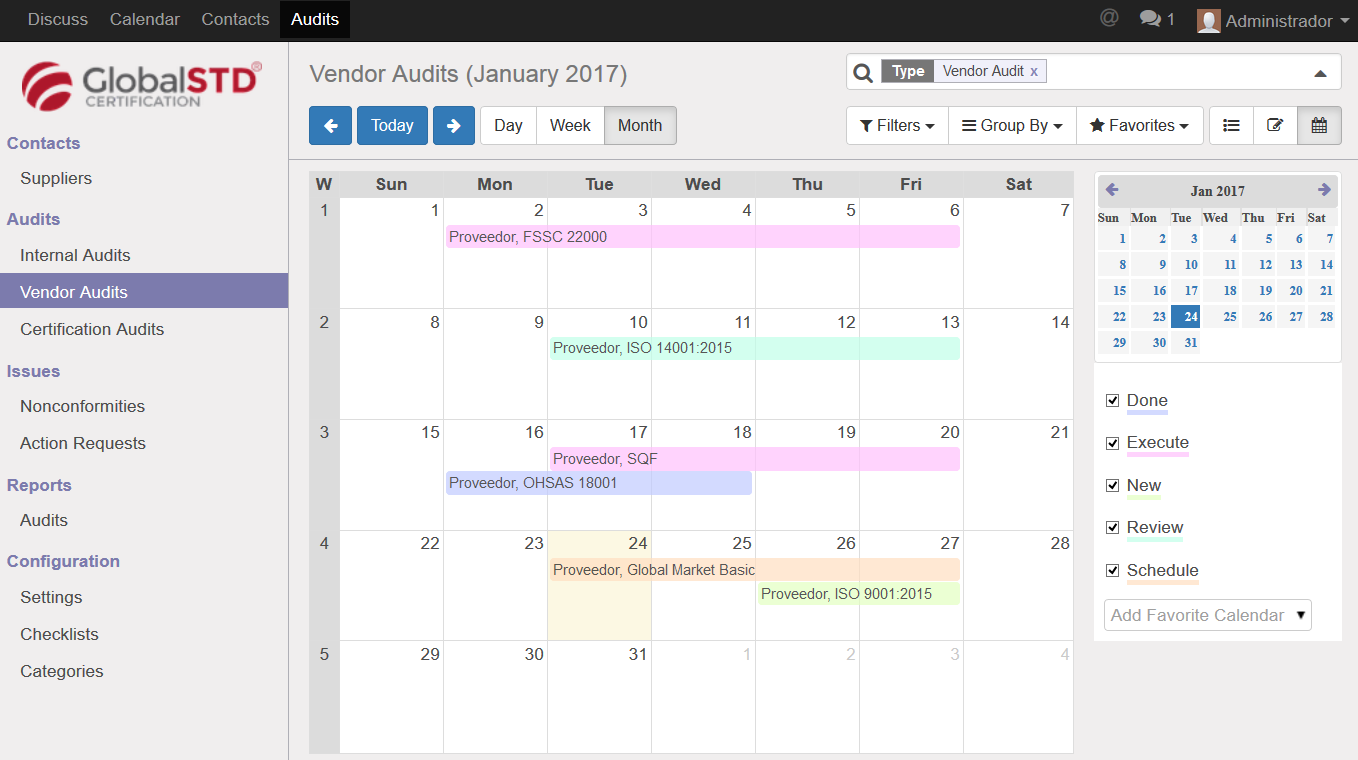 Discuss Calendar Contacts Audits @ 1 Administrador
GlobalSTD®
CERTIFICATION
Contacts
Suppliers
Audits
Internal Audits
Vendor Audits
Certification Audits
Issues
Nonconformities
Action Requests
Reports
Audits
Configuration
Settings
Checklists
Categories
Vendor Audits (January 2017)
Type Vendor Audit x
Today Day Week Month
Filters Group By Favorites
W Sun Mon Tue Wed Thu Fri Sat
1 1 2 3 4 5 6 7
Proveedor, FSSC 22000
2 8 9 10 11 12 13 14
Proveedor, ISO 14001:2015
3 15 16 17 18 19 20 21
Proveedor, SQF
Proveedor, OHSAS 18001
4 22 23 24 25 26 27 28
Proveedor, Global Market Basic
Proveedor, ISO 9001:2015
5 29 30 31 1 2 3 4
Jan 2017
Sun Mon Tue Wed Thu Fri Sat
1 2 3 4 5 6 7
8 9 10 11 12 13 14
15 16 17 18 19 20 21
22 23 24 25 26 27 28
29 30 31
Done
Execute
New
Review
Schedule
Add Favorite Calendar